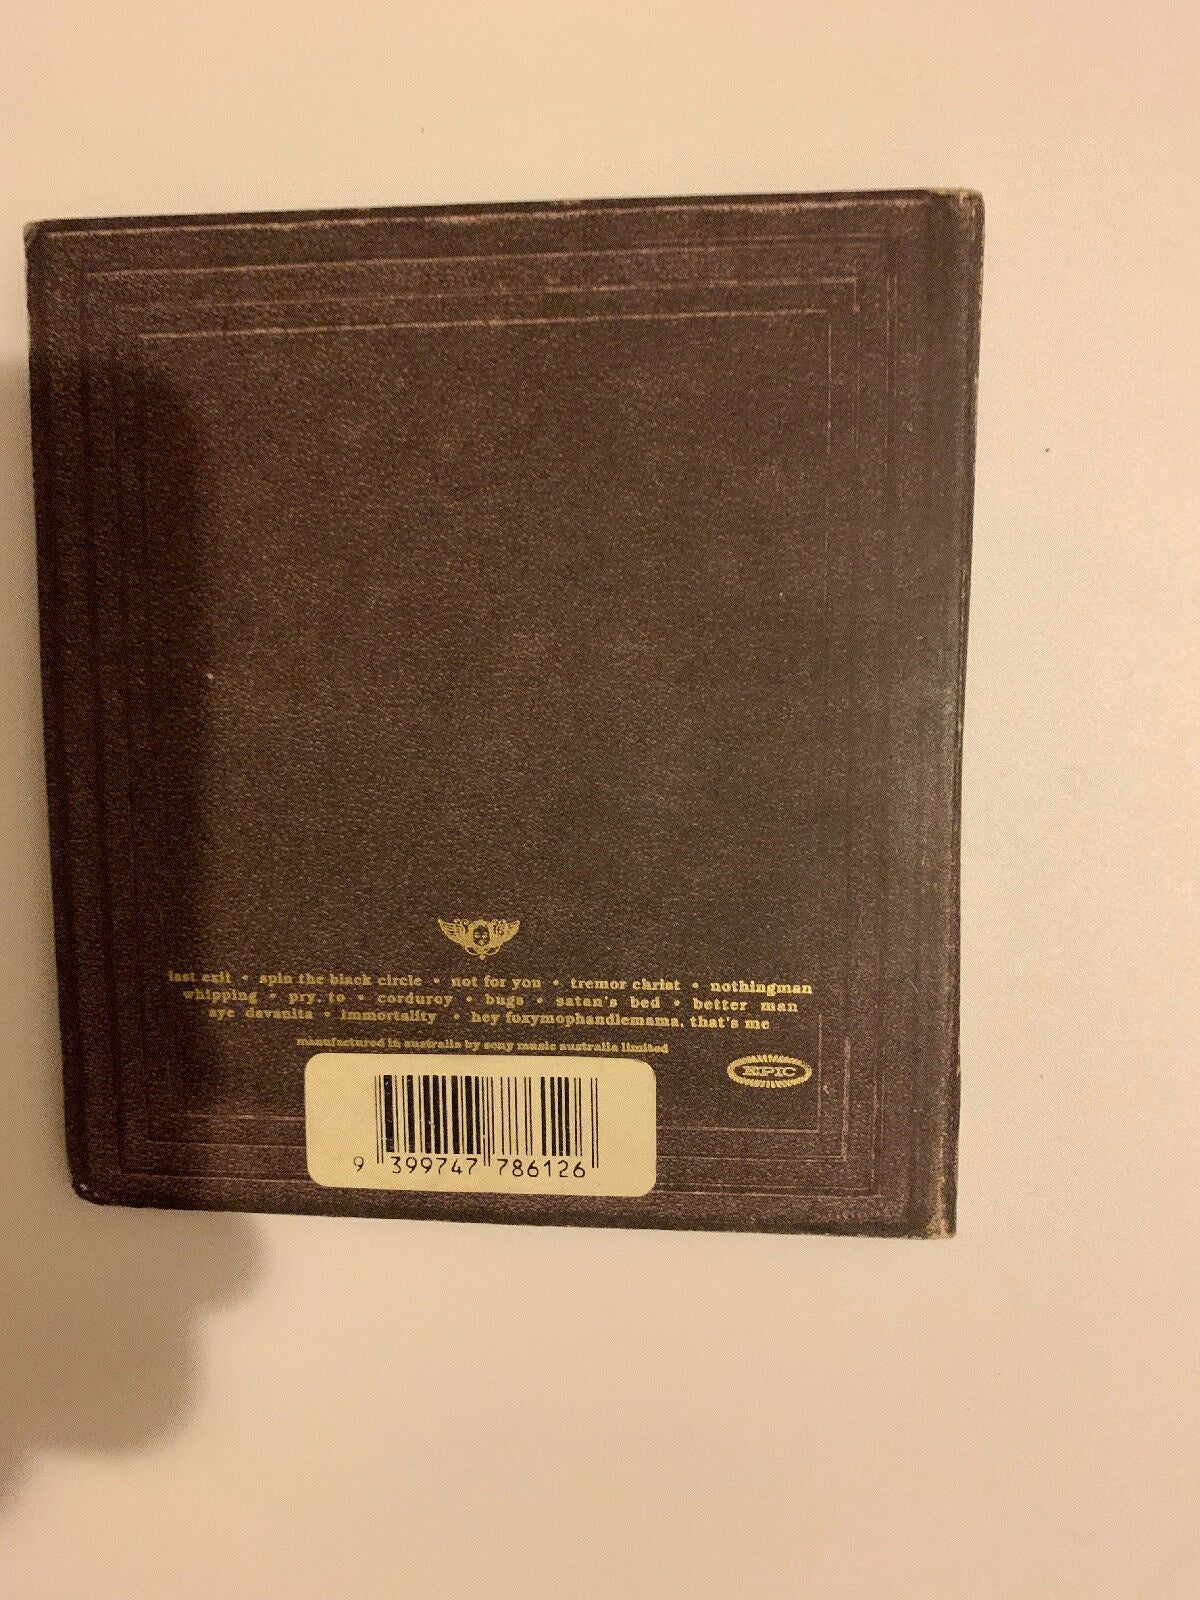 last exit • spin the black circle • not for you • tremor christ • nothingman
whipping • pry, to • corduroy • bugs • satan's bed • better man
aye davanita • immortality • hey foxymophandlemama, that's me
manufactured in australia by sony music australia limited
EPIC
9 399747 786126